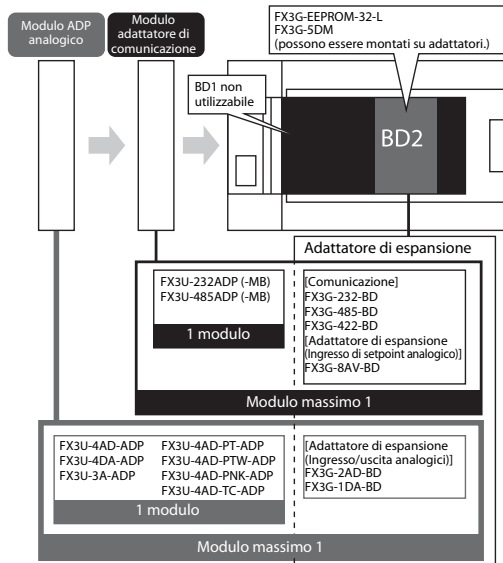 Modulo ADP
analogico
Modulo
adattatore di
comunicazione
FX3G-EEPROM-32-L
FX3G-5DM
(possono essere montati su adattatori.)
BD1 non
utilizzabile
BD2
Adattatore di espansione
FX3U-232ADP (-MB)
FX3U-485ADP (-MB)
1 modulo
[Comunicazione]
FX3G-232-BD
FX3G-485-BD
FX3G-422-BD
[Adattatore di espansione
(Ingresso di setpoint analogico)]
FX3G-8AV-BD
Modulo massimo 1
FX3U-4AD-ADP
FX3U-4DA-ADP
FX3U-3A-ADP
FX3U-4AD-PT-ADP
FX3U-4AD-PTW-ADP
FX3U-4AD-PNK-ADP
FX3U-4AD-TC-ADP
1 modulo
[Adattatore di espansione
(Ingresso/uscita analogici)]
FX3G-2AD-BD
FX3G-1DA-BD
Modulo massimo 1